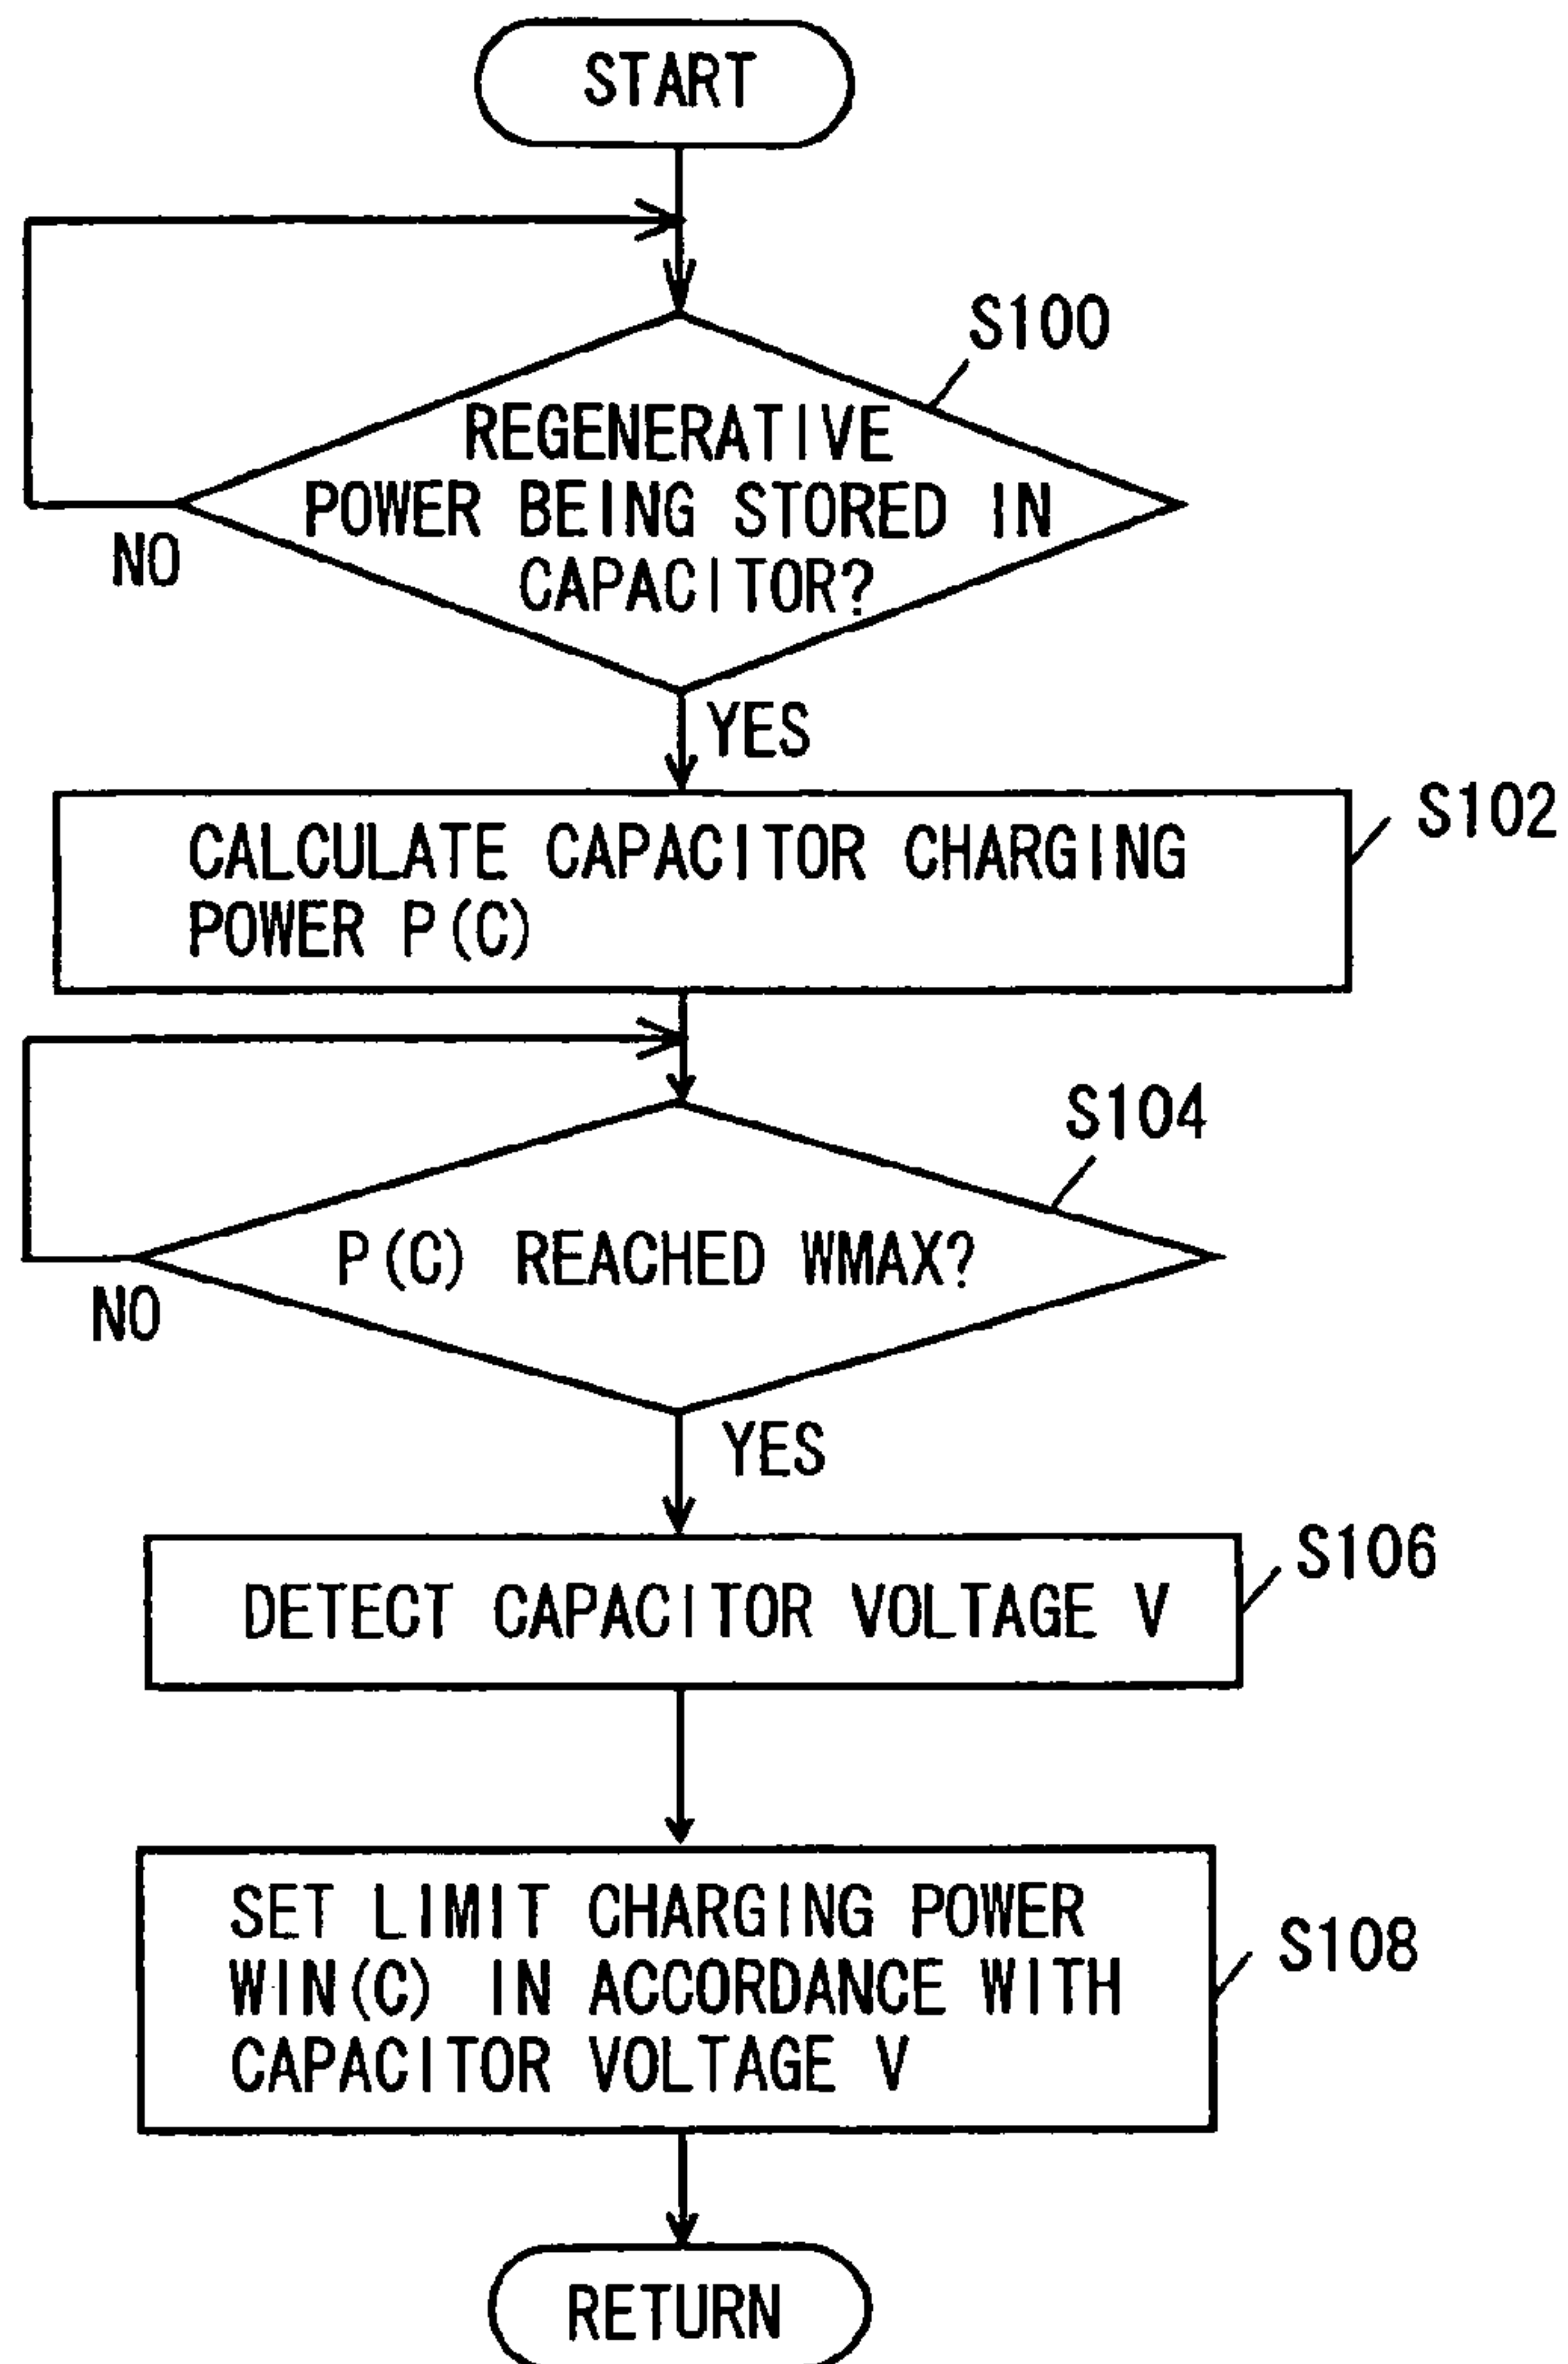 START
S100
REGENERATIVE
POWER BEING STORED IN
CAPACITOR?
NO
YES
S102
CALCULATE CAPACITOR CHARGING
POWER P(C)
S104
P(C) REACHED WMAX?
NO
YES
S106
DETECT CAPACITOR VOLTAGE V
SET LIMIT CHARGING POWER
S108
WIN(C) IN ACCORDANCE WITH
CAPACITOR VOLTAGE V
RETURN